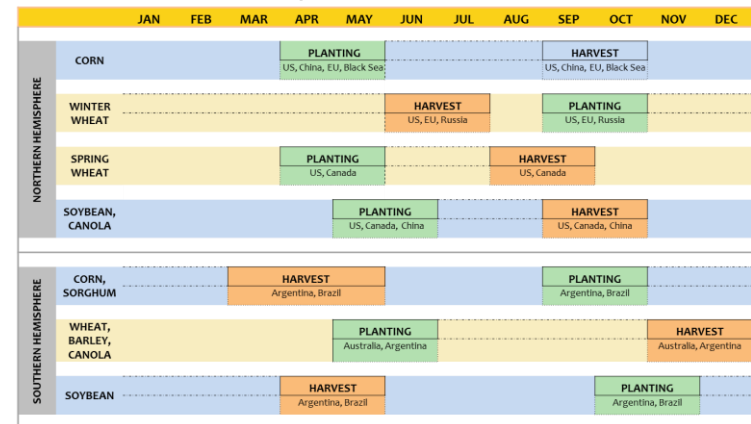 JAN FEB MAR APR MAY JUN JUL AUG SEP OCT NOV DEC
NORTHERN HEMISPHERE
CORN
PLANTING
US, China, EU, Black Sea
HARVEST
US, China, EU, Black Sea
WINTER
WHEAT
HARVEST
US, EU, Russia
PLANTING
US, EU, Russia
SPRING
WHEAT
PLANTING
US, Canada
HARVEST
US, Canada
SOYBEAN,
CANOLA
PLANTING
US, Canada, China
HARVEST
US, Canada, China
SOUTHERN HEMISPHERE
CORN,
SORGHUM
HARVEST
Argentina, Brazil
PLANTING
Argentina, Brazil
WHEAT,
BARLEY,
CANOLA
PLANTING
Australia, Argentina
HARVEST
Australia, Argentina
SOYBEAN
HARVEST
Argentina, Brazil
PLANTING
Argentina, Brazil